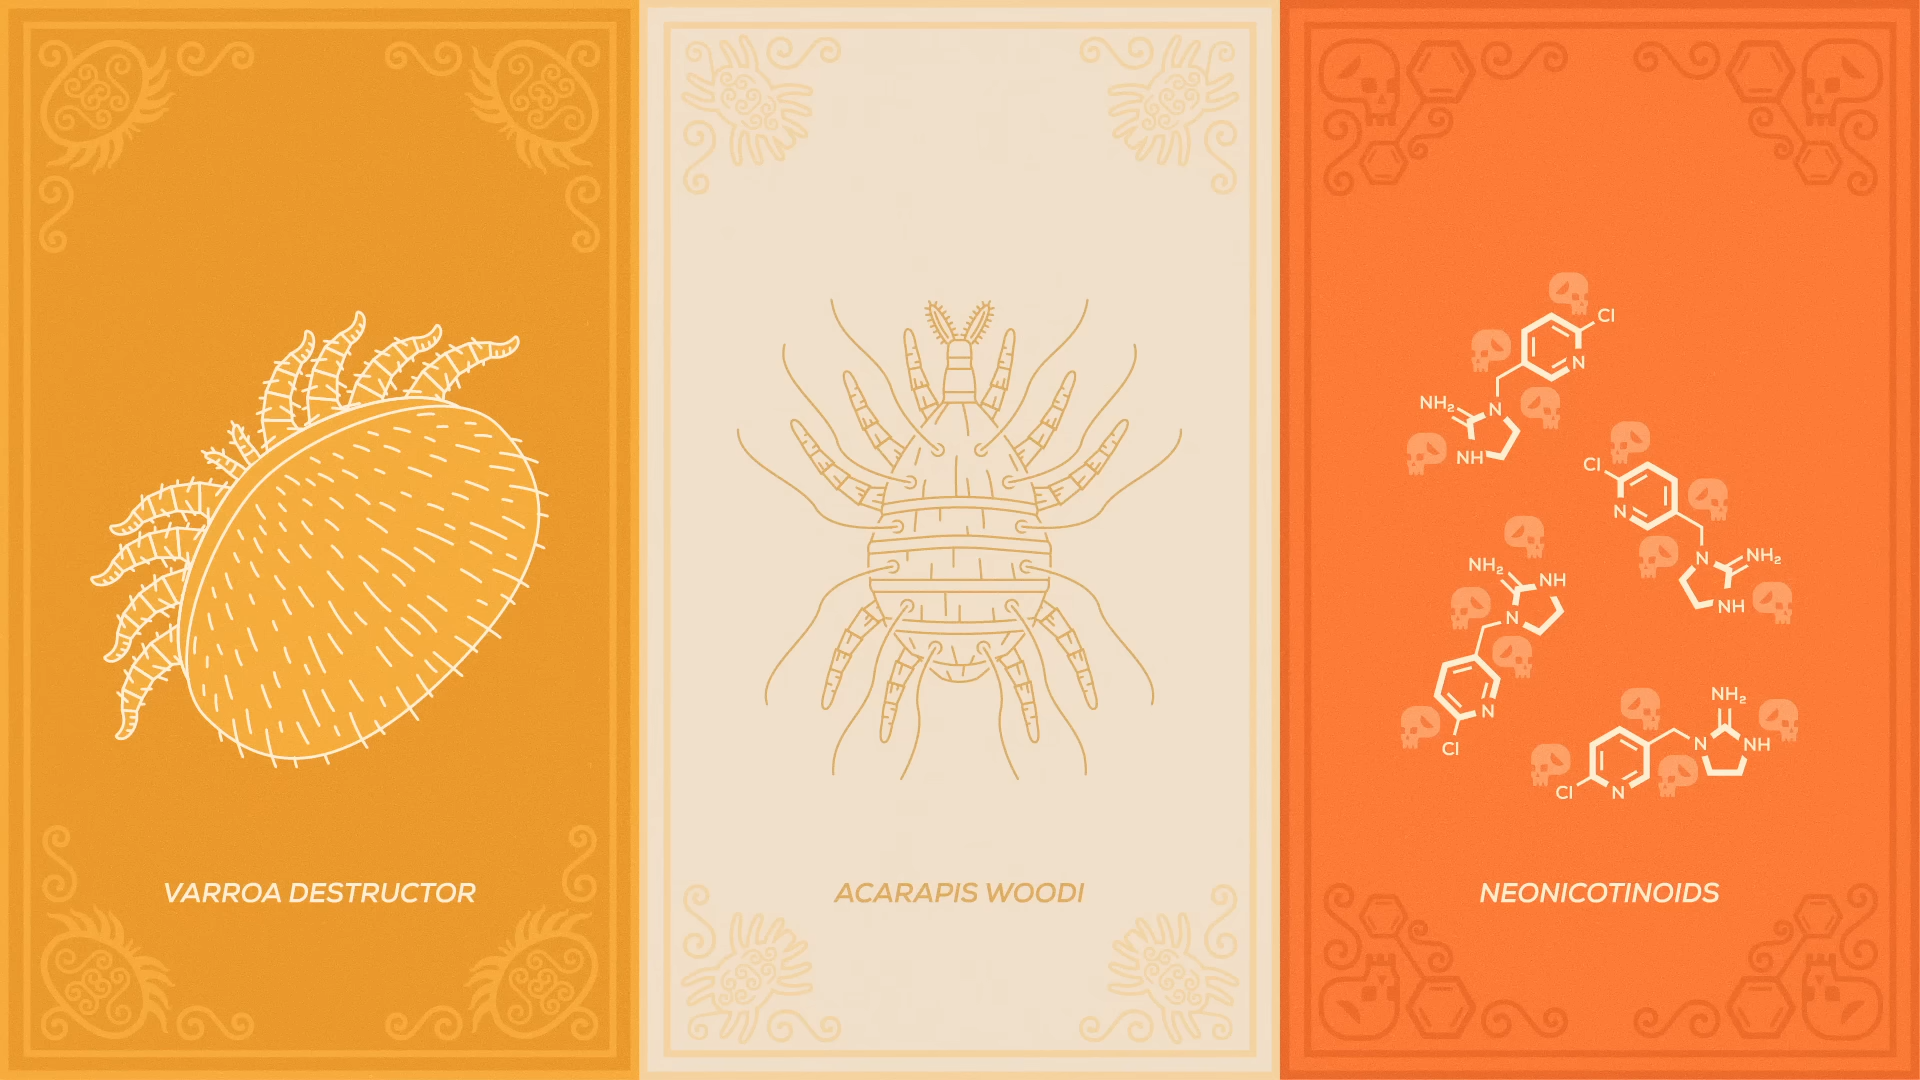 VARROA DESTRUCTOR
ACARAPIS WOODI
Cl
N
NH₂
N
NH
Cl
N
N
NH₂
NH
NH₂
NH
N
N
Cl
NH₂
N
NH
Cl
N
NEONICOTINOIDS